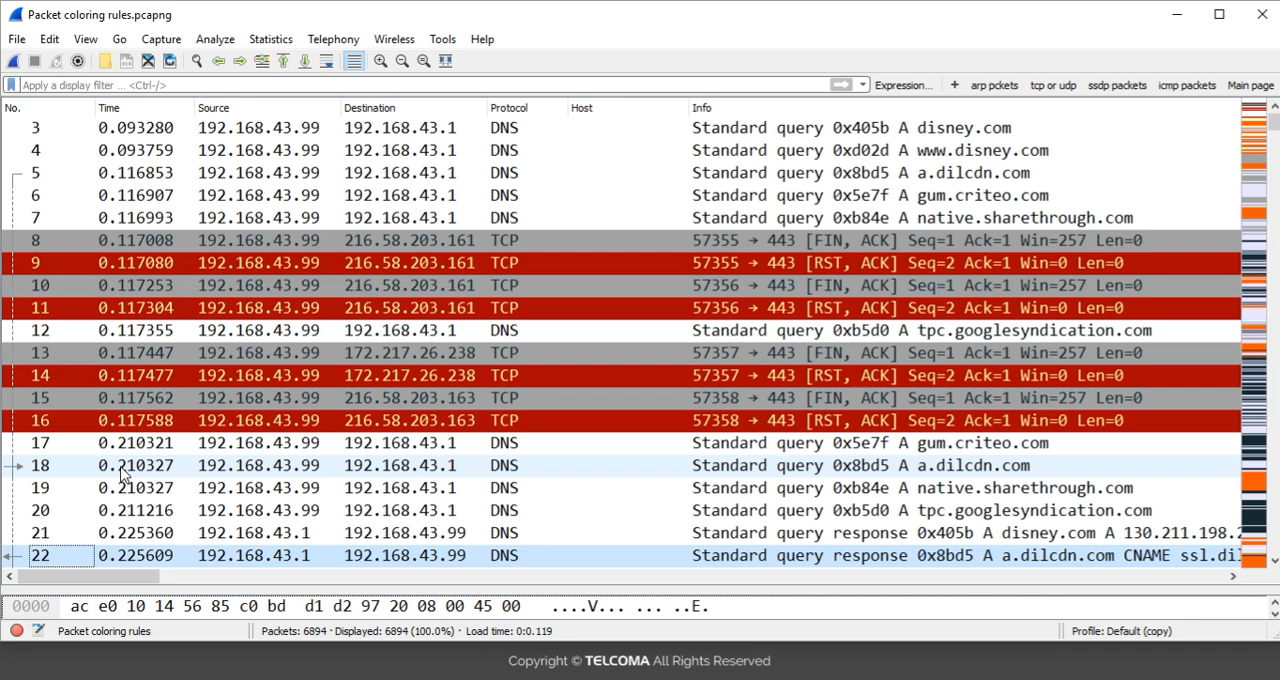 Packet coloring rules.pcapng
File Edit View Go Capture Analyze Statistics Telephony Wireless Tools Help
Apply a display filter ... <Ctrl-/> Expression... + arp pckets tcp or udp ssdp packets icmp packets Main page
No. Time Source Destination Protocol Host Info
3 0.093280 192.168.43.99 192.168.43.1 DNS Standard query 0x405b A disney.com
4 0.093759 192.168.43.99 192.168.43.1 DNS Standard query 0xd02d A www.disney.com
5 0.116853 192.168.43.99 192.168.43.1 DNS Standard query 0x8bd5 A a.dilcdn.com
6 0.116907 192.168.43.99 192.168.43.1 DNS Standard query 0x5e7f A gum.criteo.com
7 0.116993 192.168.43.99 192.168.43.1 DNS Standard query 0xb84e A native.sharethrough.com
8 0.117008 192.168.43.99 216.58.203.161 TCP 57355 → 443 [FIN, ACK] Seq=1 Ack=1 Win=257 Len=0
9 0.117080 192.168.43.99 216.58.203.161 TCP 57355 → 443 [RST, ACK] Seq=2 Ack=1 Win=0 Len=0
10 0.117253 192.168.43.99 216.58.203.161 TCP 57356 → 443 [FIN, ACK] Seq=1 Ack=1 Win=257 Len=0
11 0.117304 192.168.43.99 216.58.203.161 TCP 57356 → 443 [RST, ACK] Seq=2 Ack=1 Win=0 Len=0
12 0.117355 192.168.43.99 192.168.43.1 DNS Standard query 0xb5d0 A tpc.googlesyndication.com
13 0.117447 192.168.43.99 172.217.26.238 TCP 57357 → 443 [FIN, ACK] Seq=1 Ack=1 Win=257 Len=0
14 0.117477 192.168.43.99 172.217.26.238 TCP 57357 → 443 [RST, ACK] Seq=2 Ack=1 Win=0 Len=0
15 0.117562 192.168.43.99 216.58.203.163 TCP 57358 → 443 [FIN, ACK] Seq=1 Ack=1 Win=257 Len=0
16 0.117588 192.168.43.99 216.58.203.163 TCP 57358 → 443 [RST, ACK] Seq=2 Ack=1 Win=0 Len=0
17 0.210321 192.168.43.99 192.168.43.1 DNS Standard query 0x5e7f A gum.criteo.com
18 0.210327 192.168.43.99 192.168.43.1 DNS Standard query 0x8bd5 A a.dilcdn.com
19 0.210327 192.168.43.99 192.168.43.1 DNS Standard query 0xb84e A native.sharethrough.com
20 0.211216 192.168.43.99 192.168.43.1 DNS Standard query 0xb5d0 A tpc.googlesyndication.com
21 0.225360 192.168.43.1 192.168.43.99 DNS Standard query response 0x405b A disney.com A 130.211.198.2
22 0.225609 192.168.43.1 192.168.43.99 DNS Standard query response 0x8bd5 A a.dilcdn.com CNAME ssl.dil
0000 ac e0 10 14 56 85 c0 bd d1 d2 97 20 08 00 45 00 ....V... ... ..E.
Packet coloring rules Packets: 6894 · Displayed: 6894 (100.0%) · Load time: 0:0.119 Profile: Default (copy)
Copyright © TELCOMA All Rights Reserved